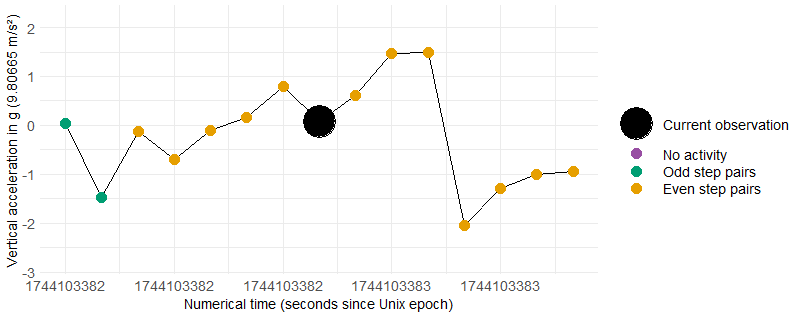 Vertical acceleration in g (9.80665 m/s²)
2
1
0
-1
-2
-3
1744103382 1744103382 1744103382 1744103383 1744103383
Numerical time (seconds since Unix epoch)
Current observation
No activity
Odd step pairs
Even step pairs